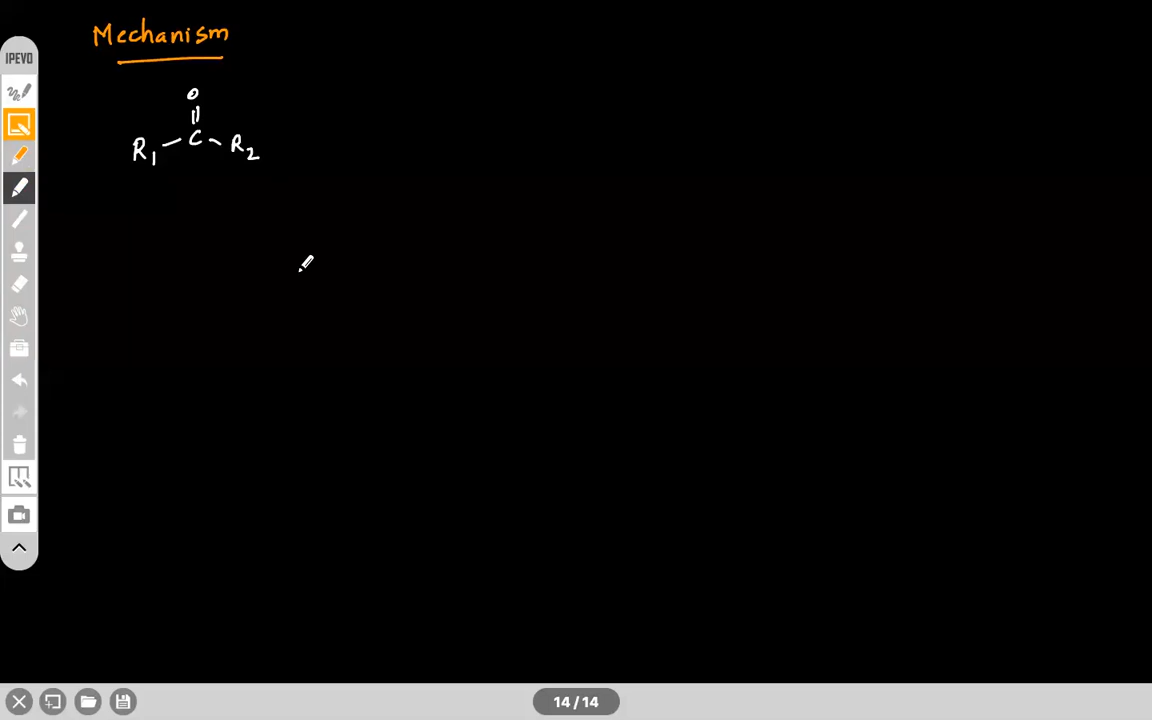 Mechanism
IPEVO
O
||
R1 - C - R2
14 / 14